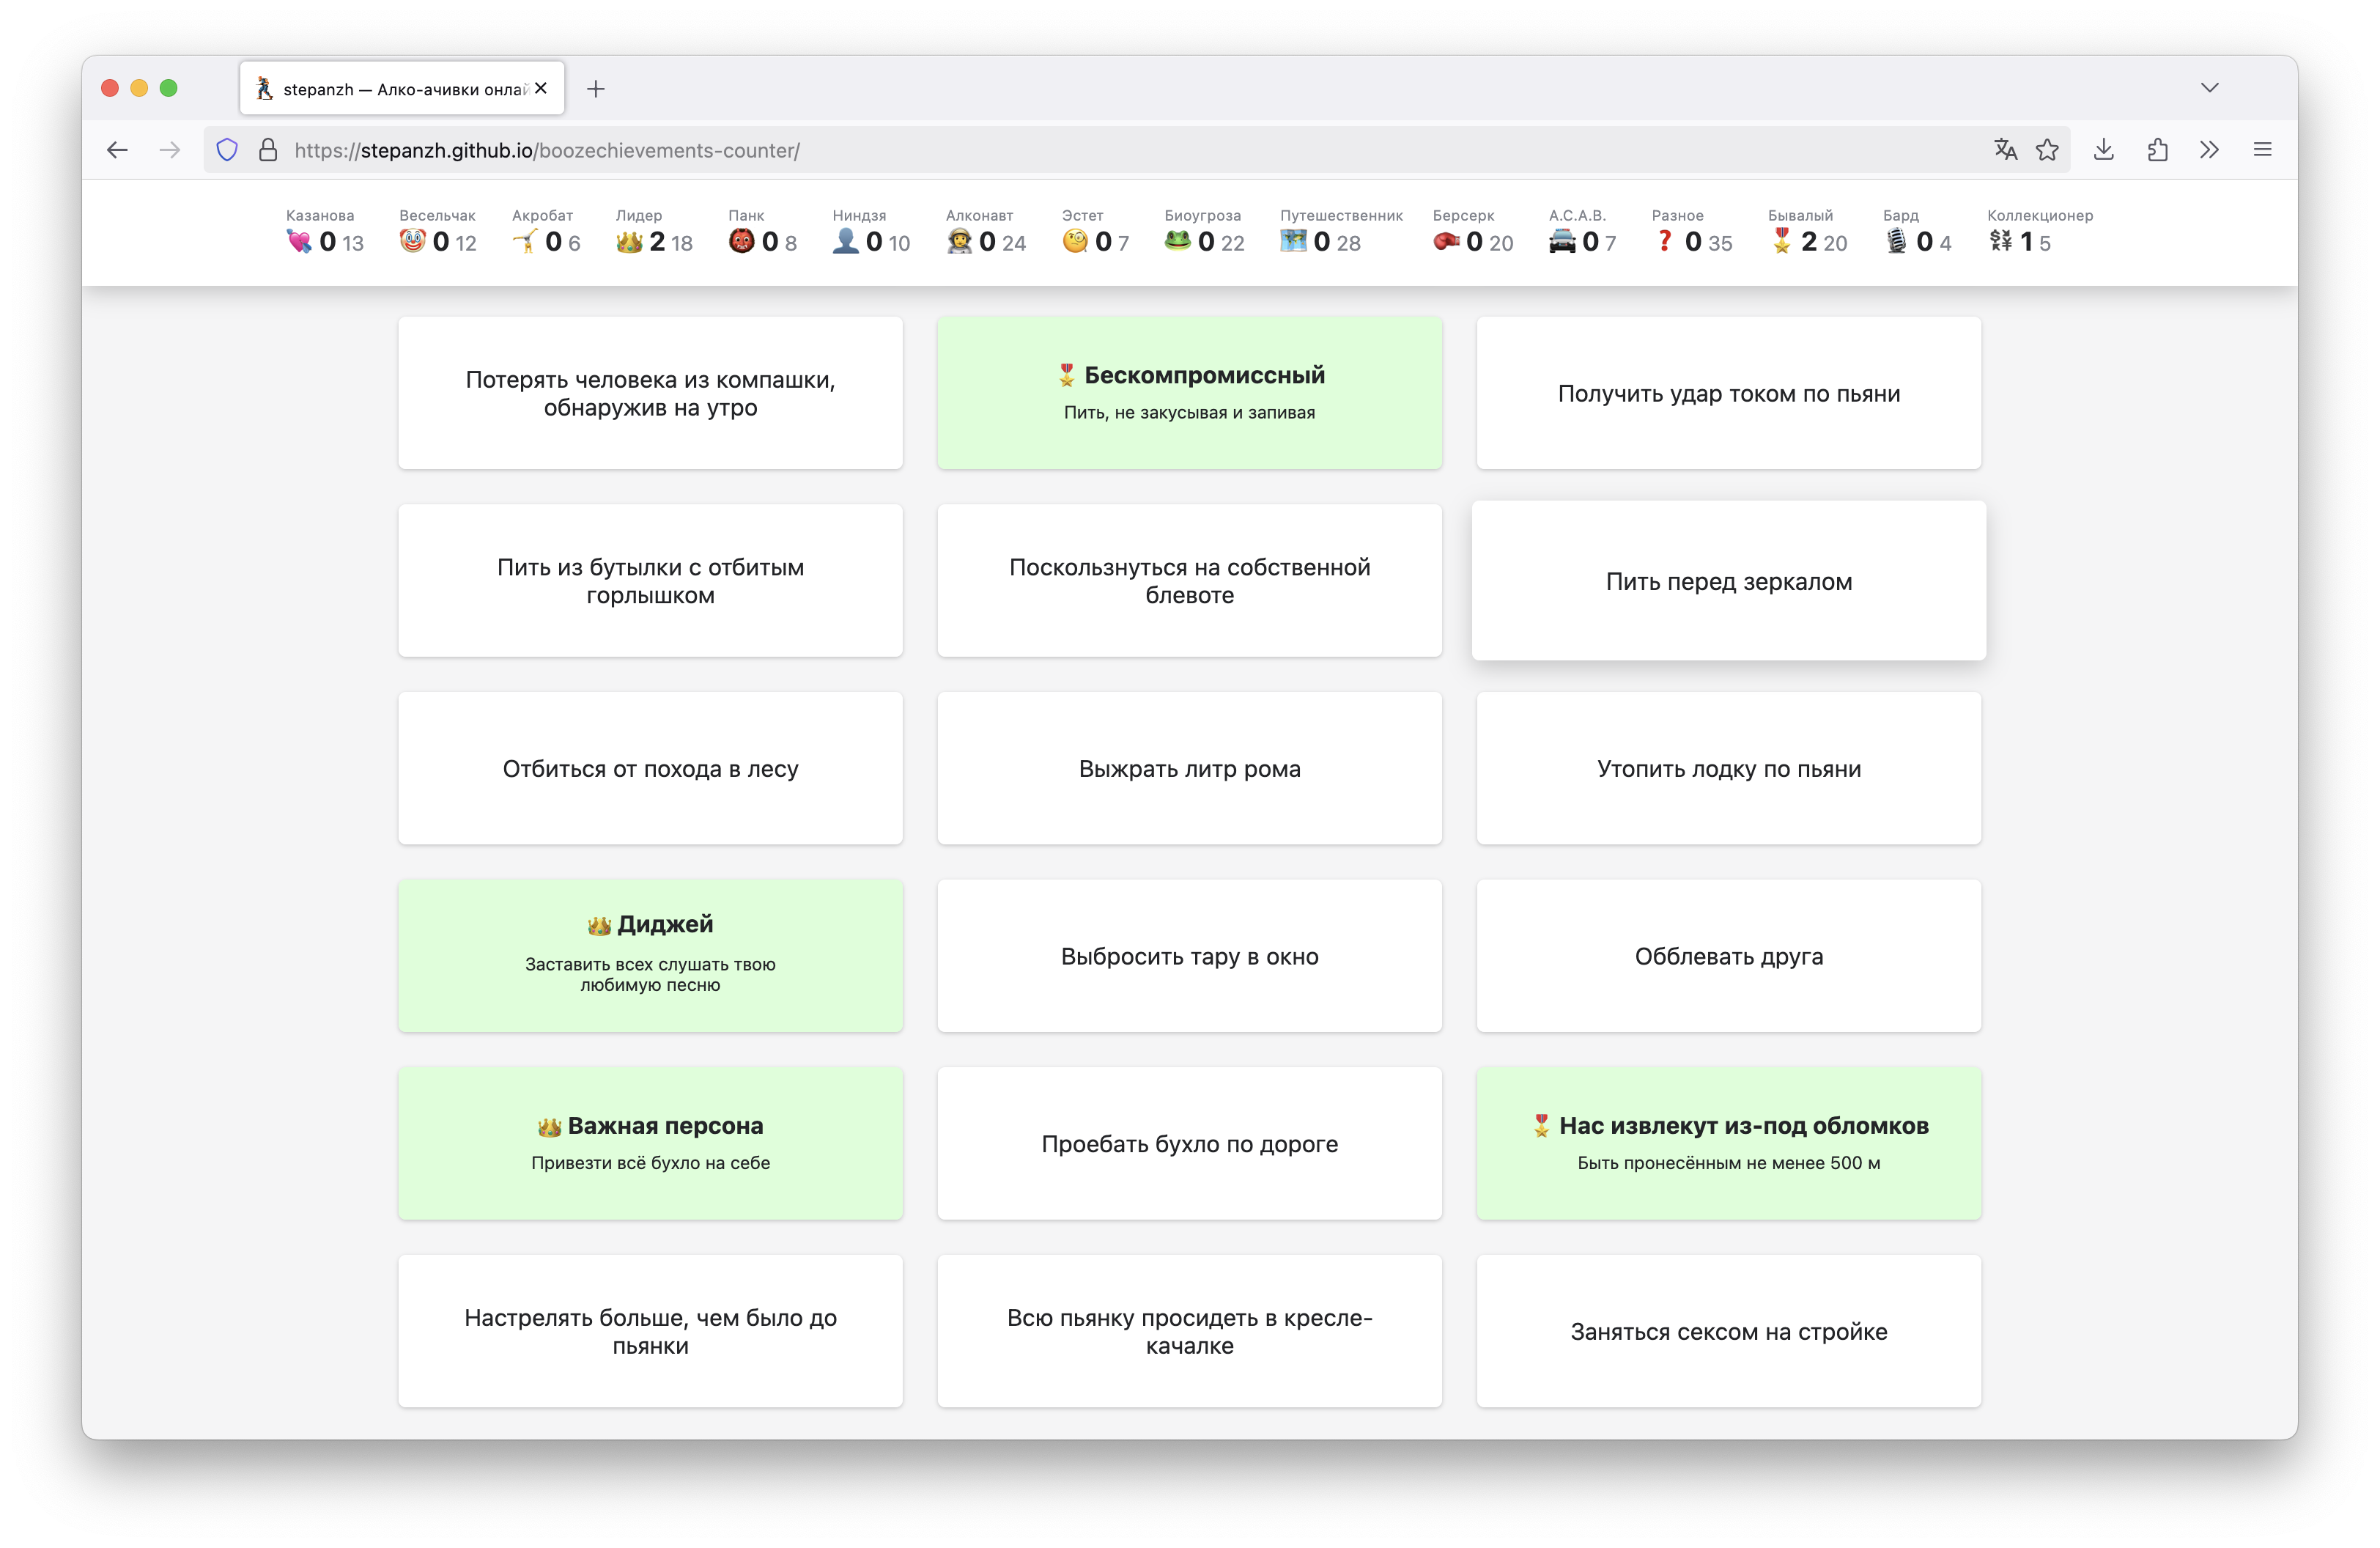 stepanzh — Алко-ачивки онлай
https://stepanzh.github.io/boozechievements-counter/
Казанова Весельчак Акробат Лидер Панк Ниндзя Алконавт Эстет Биоугроза Путешественник Берсерк A.C.A.B. Разное Бывалый Бард Коллекционер
0 13 0 12 0 6 2 18 0 8 0 10 0 24 0 7 0 22 0 28 0 20 0 7 0 35 2 20 0 4 1 5
Потерять человека из компашки,
обнаружив на утро
Бескомпромиссный
Пить, не закусывая и запивая
Получить удар током по пьяни
Пить из бутылки с отбитым
горлышком
Поскользнуться на собственной
блевоте
Пить перед зеркалом
Отбиться от похода в лесу
Выжрать литр рома
Утопить лодку по пьяни
Диджей
Заставить всех слушать твою
любимую песню
Выбросить тару в окно
Обблевать друга
Важная персона
Привезти всё бухло на себе
Проебать бухло по дороге
Нас извлекут из-под обломков
Быть пронесённым не менее 500 м
Настрелять больше, чем было до
пьянки
Всю пьянку просидеть в кресле-
качалке
Заняться сексом на стройке